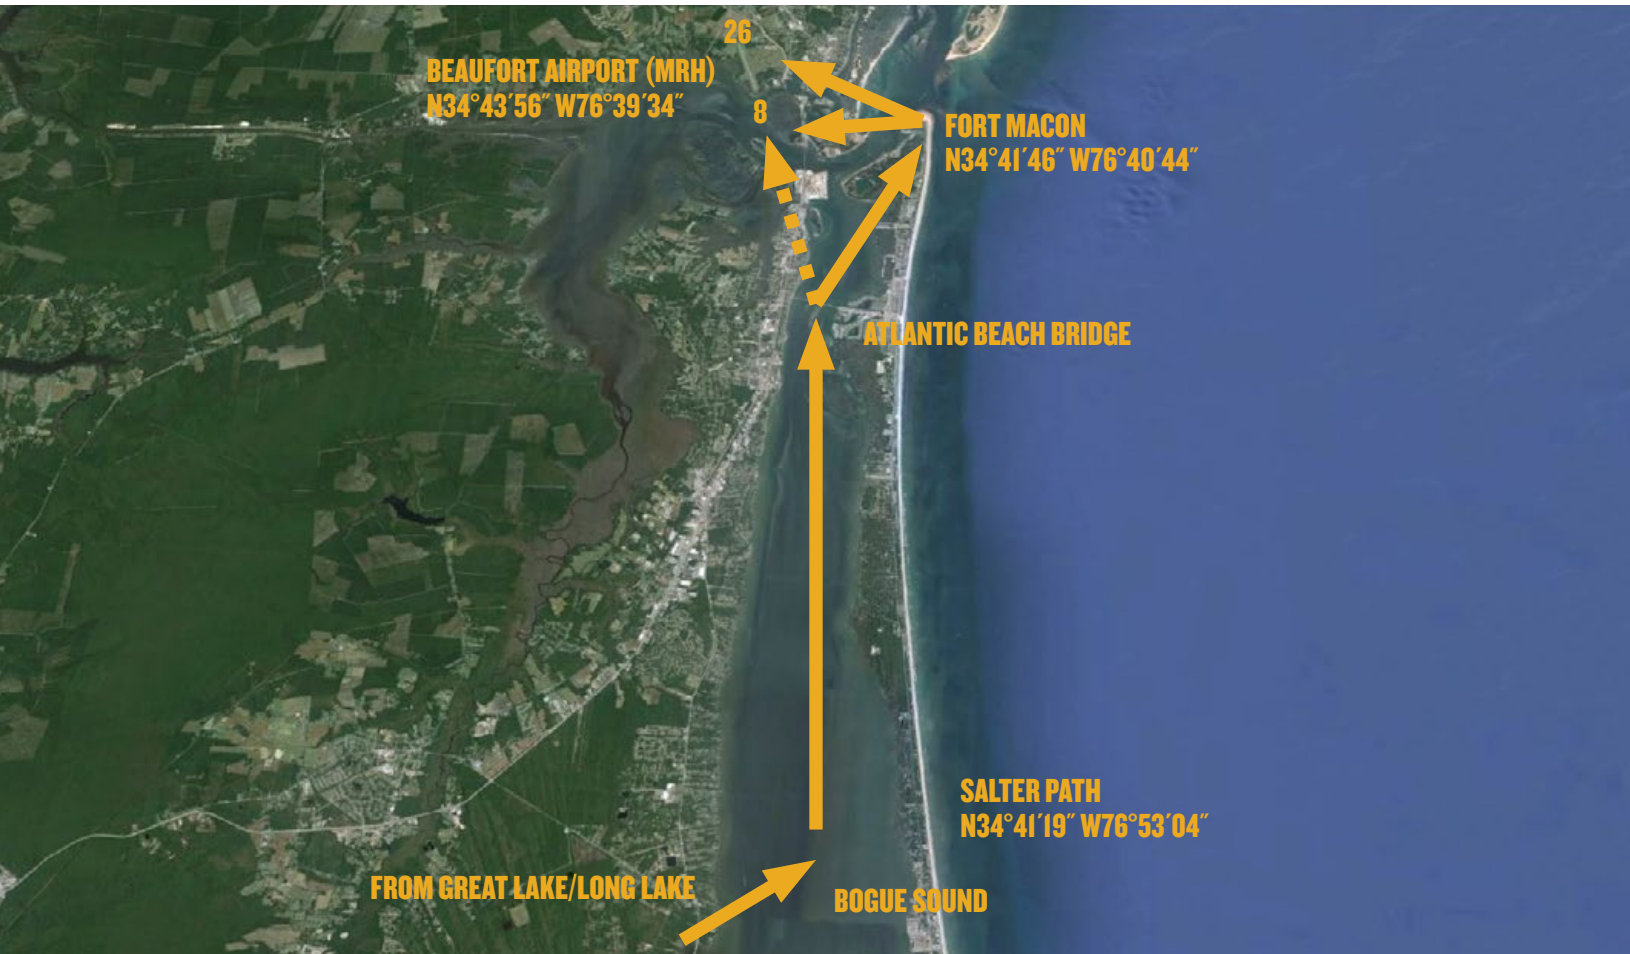 26
BEAUFORT AIRPORT (MRH)
N34°43′56″ W76°39′34″
8
FORT MACON
N34°41′46″ W76°40′44″
ATLANTIC BEACH BRIDGE
SALTER PATH
N34°41′19″ W76°53′04″
FROM GREAT LAKE/LONG LAKE
BOGUE SOUND